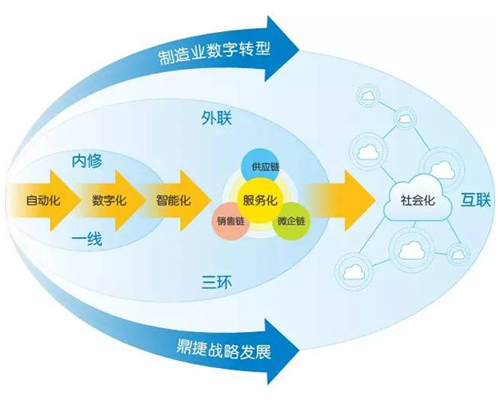 制造业数字转型
外联
内修
自动化
数字化
智能化
供应链
服务化
销售链
微企链
社会化
互联
一线
三环
鼎捷战略发展